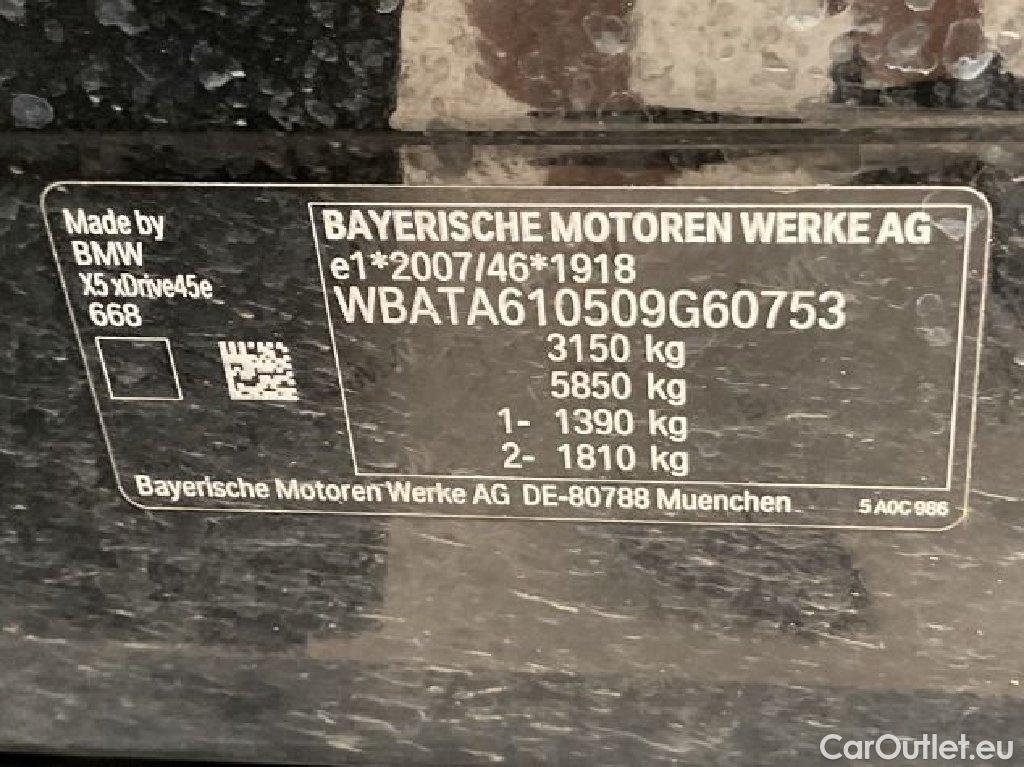 Made by
BMW
X5 xDrive45e
668
BAYERISCHE MOTOREN WERKE AG
e1*2007/46*1918
WBATA610509G60753
3150 kg
5850 kg
1- 1390 kg
2- 1810 kg
Bayerische Motoren Werke AG DE-80788 Muenchen
5 A0C 986
CarOutlet.eu